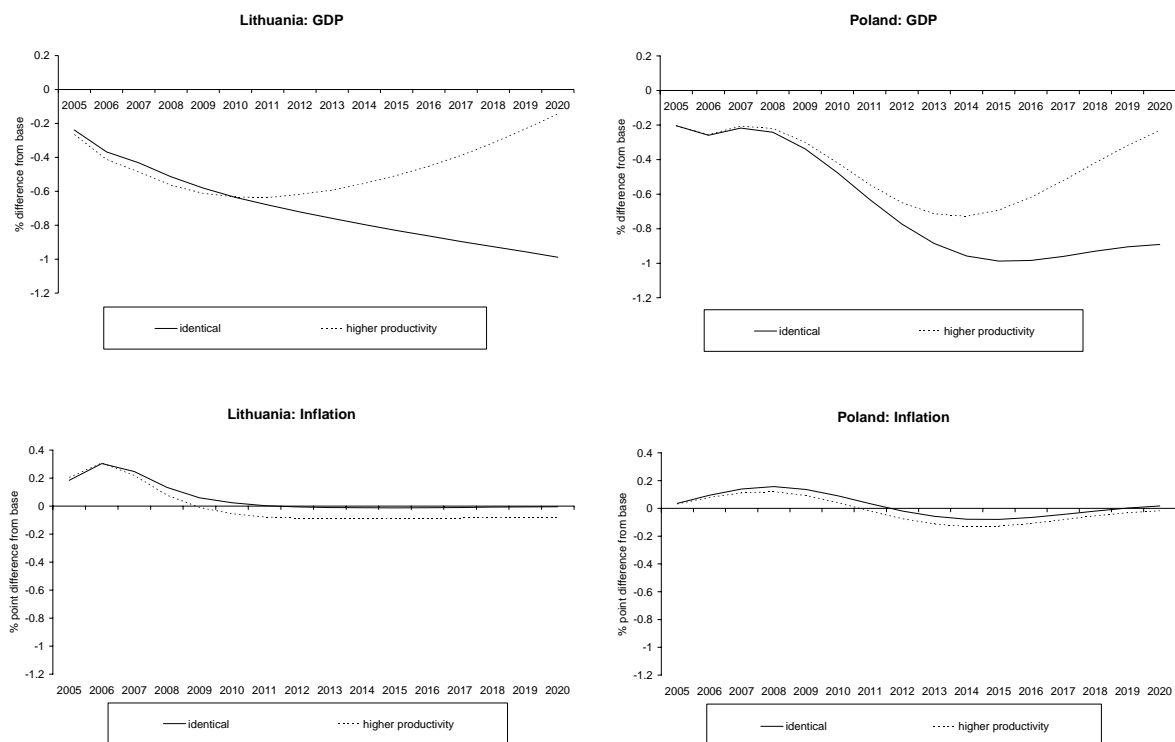 Lithuania: GDP
0.2
0
2005 2006 2007 2008 2009 2010 2011 2012 2013 2014 2015 2016 2017 2018 2019 2020
-0.2
-0.4
-0.6
-0.8
-1
-1.2
% difference from base
identical higher productivity
Poland: GDP
0.2
0
2005 2006 2007 2008 2009 2010 2011 2012 2013 2014 2015 2016 2017 2018 2019 2020
-0.2
-0.4
-0.6
-0.8
-1
-1.2
% difference from base
identical higher productivity
Lithuania: Inflation
0.4
0.2
0
-0.2
-0.4
-0.6
-0.8
-1
-1.2
% point difference from base
2005 2006 2007 2008 2009 2010 2011 2012 2013 2014 2015 2016 2017 2018 2019 2020
identical higher productivity
Poland: Inflation
0.4
0.2
0
-0.2
-0.4
-0.6
-0.8
-1
-1.2
% point difference from base
2005 2006 2007 2008 2009 2010 2011 2012 2013 2014 2015 2016 2017 2018 2019 2020
identical higher productivity